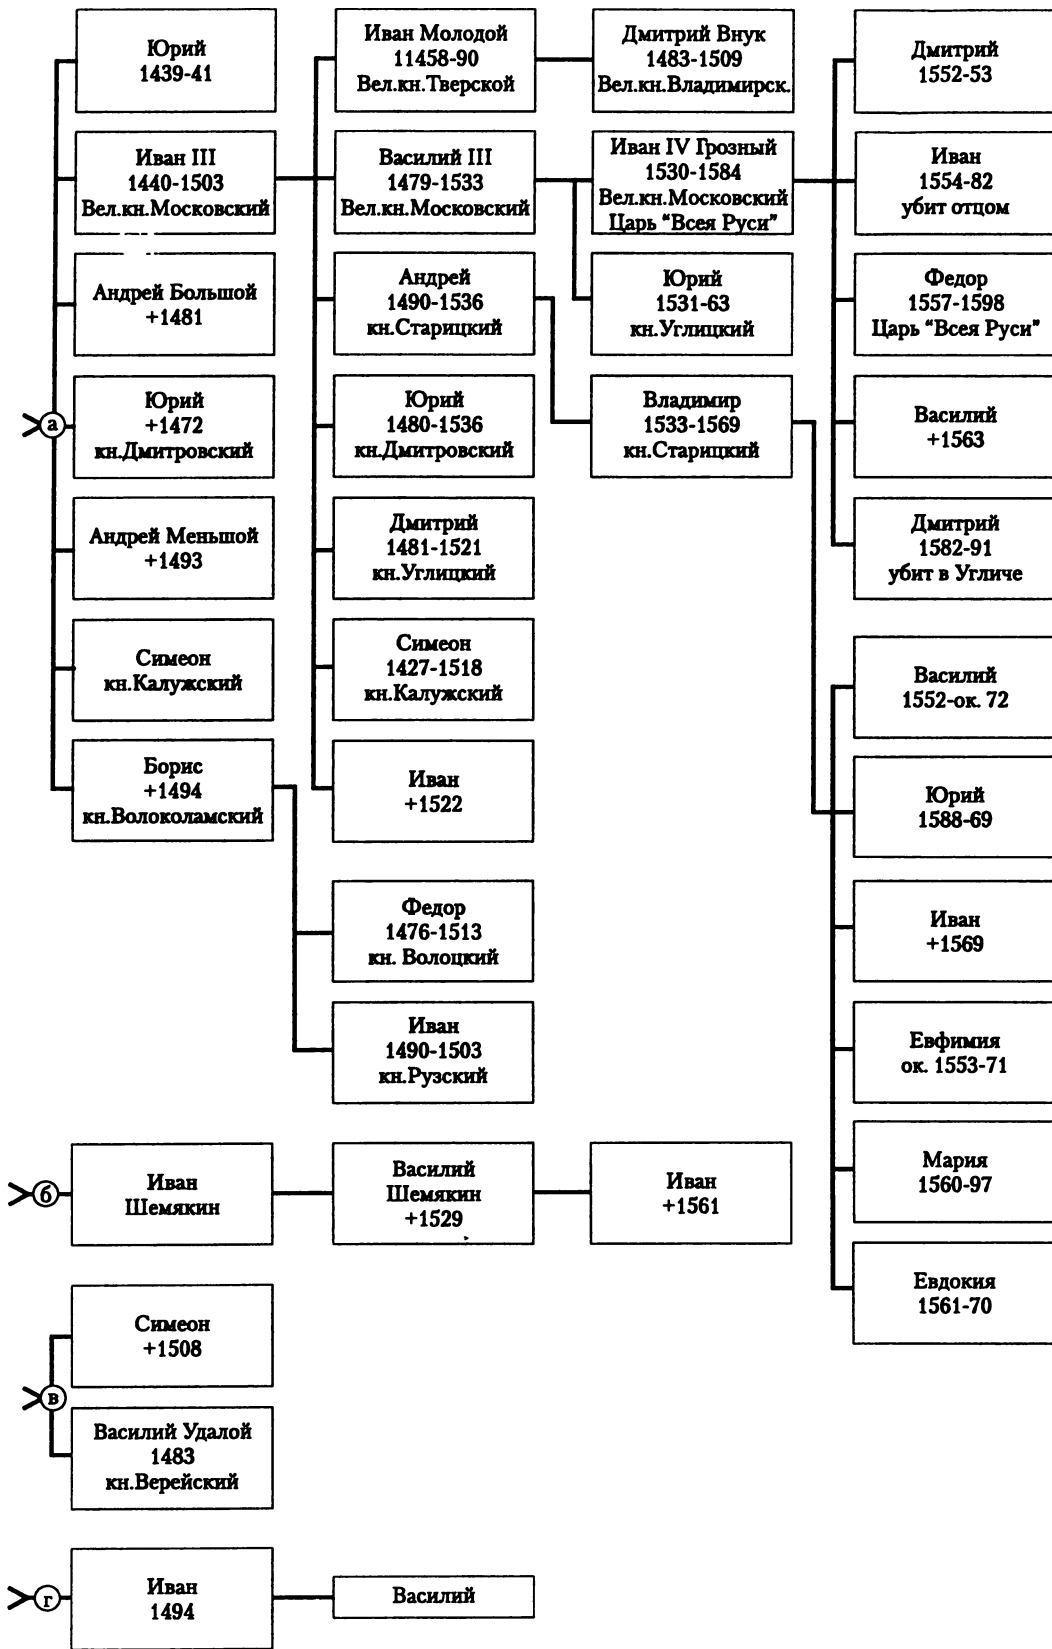 Юрий
1439-41
Иван III
1440-1503
Вел.кн.Московский
Андрей Большой
+1481
а
Юрий
+1472
кн.Дмитровский
Андрей Меньшой
+1493
Симеон
кн.Калужский
Борис
+1494
кн.Волоколамский
Иван Молодой
11458-90
Вел.кн.Тверской
Василий III
1479-1533
Вел.кн.Московский
Андрей
1490-1536
кн.Старицкий
Юрий
1480-1536
кн.Дмитровский
Дмитрий
1481-1521
кн.Углицкий
Симеон
1427-1518
кн.Калужский
Иван
+1522
Федор
1476-1513
кн. Волоцкий
Иван
1490-1503
кн.Рузский
Дмитрий Внук
1483-1509
Вел.кн.Владимирск.
Иван IV Грозный
1530-1584
Вел.кн.Московский
Царь “Всея Руси”
Юрий
1531-63
кн.Углицкий
Владимир
1533-1569
кн.Старицкий
Дмитрий
1552-53
Иван
1554-82
убит отцом
Федор
1557-1598
Царь “Всея Руси”
Василий
+1563
Дмитрий
1582-91
убит в Угличе
Василий
1552-ок. 72
Юрий
1588-69
Иван
+1569
Евфимия
ок. 1553-71
Мария
1560-97
Евдокия
1561-70
б
Иван
Шемякин
Василий
Шемякин
+1529
Иван
+1561
в
Симеон
+1508
Василий Удалой
1483
кн.Верейский
г
Иван
1494
Василий